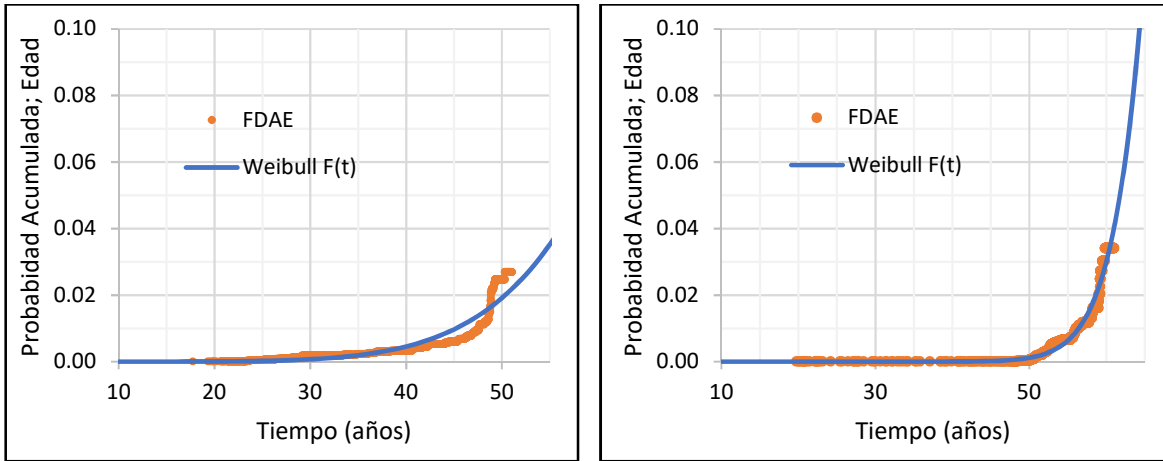 Probabidad Acumulada; Edad
0.10
0.08
0.06
0.04
0.02
0.00
FDAE
Weibull F(t)
10 20 30 40 50
Tiempo (años)
Probabidad Acumulada; Edad
0.10
0.08
0.06
0.04
0.02
0.00
FDAE
Weibull F(t)
10 30 50
Tiempo (años)